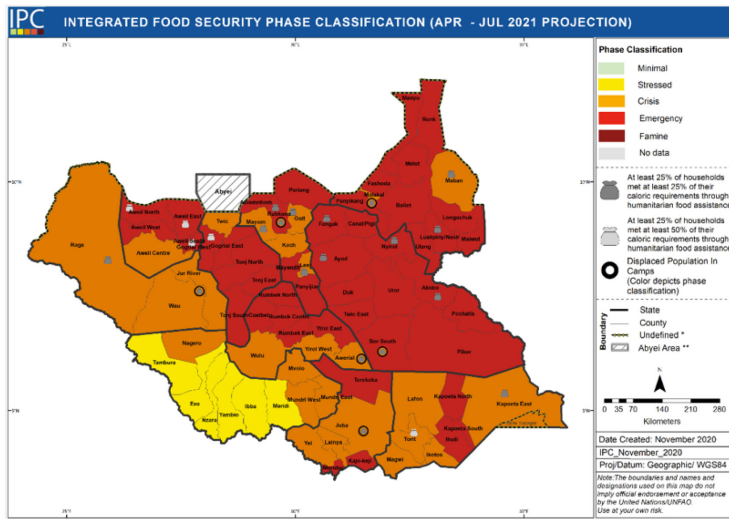 IPC INTEGRATED FOOD SECURITY PHASE CLASSIFICATION (APR - JUL 2021 PROJECTION)
Phase Classification
Minimal
Stressed
Crisis
Emergency
Famine
No data
At least 25% of households
met at least 25% of their
caloric requirements through
humanitarian food assistance
At least 25% of households
met at least 50% of their
caloric requirements through
humanitarian food assistance
Displaced Population In
Camps
(Color depicts phase
classification)
Boundary
State
County
Undefined *
Abyei Area **
N
0 35 70 140 210 280
Kilometers
Date Created: November 2020
IPC_November_2020
Proj/Datum: Geographic/ WGS84
Note:The boundaries and names and
designations used on this map do not
imply official endorsement or acceptance
by the United Nations/UNFAO.
Use at your own risk.
Renk
Melut
Maban
Abyei
Pariang
Fashoda
Malakal
Panyikang
Baliet
Longochuk
Maiwut
Aweil North
Aweil East
Aweil West
Aweil South
Aweil Centre
Twic
Mayom
Rubkona
Guit
Koch
Fangak
Canal/Pigi
Luakpiny/Nasir
Ulang
Nyirol
Gogrial West
Gogrial East
Raga
Tonj North
Mayendit
Leer
Panyijiar
Ayod
Jur River
Tonj East
Rumbek North
Duk
Uror
Akobo
Wau
Tonj South
Cueibet
Rumbek Centre
Twic East
Pochalla
Rumbek East
Yirol East
Nagero
Wulu
Yirol West
Awerial
Bor South
Pibor
Tambura
Mvolo
Terekeka
Ezo
Nzara
Yambio
Ibba
Maridi
Mundri West
Mundri East
Lafon
Kapoeta North
Kapoeta East
Juba
Yei
Lainya
Torit
Kapoeta South
Budi
Morobo
Kajo-keji
Magwi
Ikotos